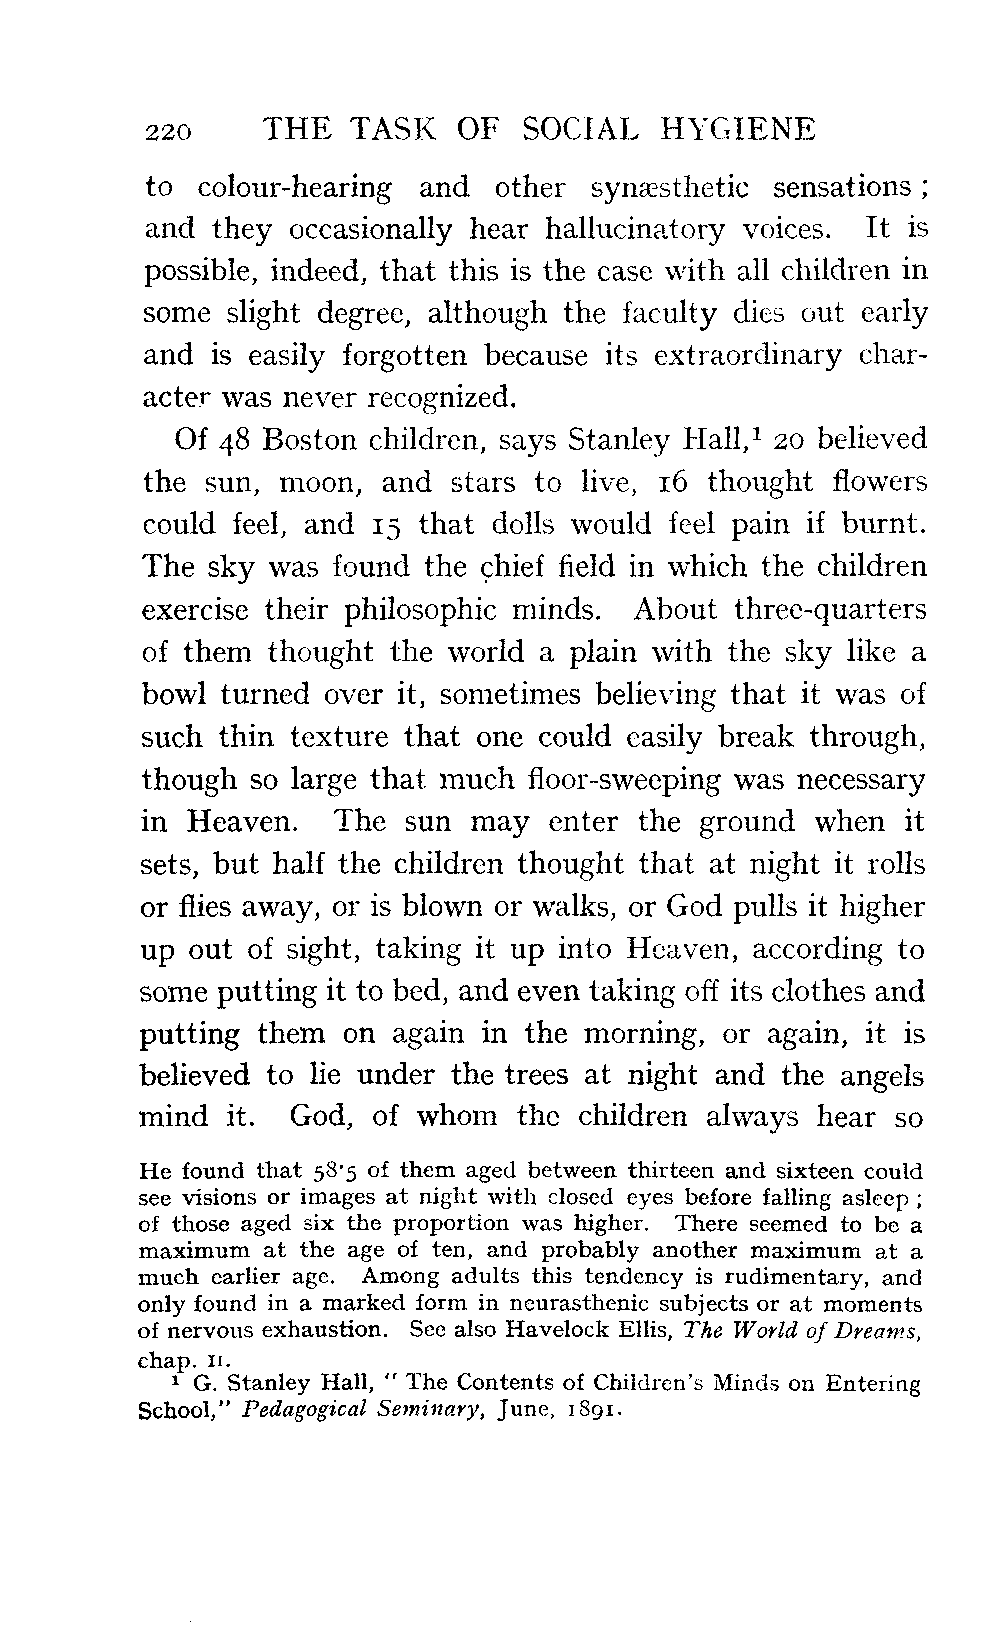 220 THE TASK OF SOCIAL HYGIENE
to colour-hearing and other synæsthetic sensations ;
and they occasionally hear hallucinatory voices. It is
possible, indeed, that this is the case with all children in
some slight degree, although the faculty dies out early
and is easily forgotten because its extraordinary char-
acter was never recognized.
Of 48 Boston children, says Stanley Hall,¹ 20 believed
the sun, moon, and stars to live, 16 thought flowers
could feel, and 15 that dolls would feel pain if burnt.
The sky was found the chief field in which the children
exercise their philosophic minds. About three-quarters
of them thought the world a plain with the sky like a
bowl turned over it, sometimes believing that it was of
such thin texture that one could easily break through,
though so large that much floor-sweeping was necessary
in Heaven. The sun may enter the ground when it
sets, but half the children thought that at night it rolls
or flies away, or is blown or walks, or God pulls it higher
up out of sight, taking it up into Heaven, according to
some putting it to bed, and even taking off its clothes and
putting them on again in the morning, or again, it is
believed to lie under the trees at night and the angels
mind it. God, of whom the children always hear so
He found that 58·5 of them aged between thirteen and sixteen could
see visions or images at night with closed eyes before falling asleep ;
of those aged six the proportion was higher. There seemed to be a
maximum at the age of ten, and probably another maximum at a
much earlier age. Among adults this tendency is rudimentary, and
only found in a marked form in neurasthenic subjects or at moments
of nervous exhaustion. See also Havelock Ellis, The World of Dreams,
chap. II.
¹ G. Stanley Hall, " The Contents of Children's Minds on Entering
School," Pedagogical Seminary, June, 1891.